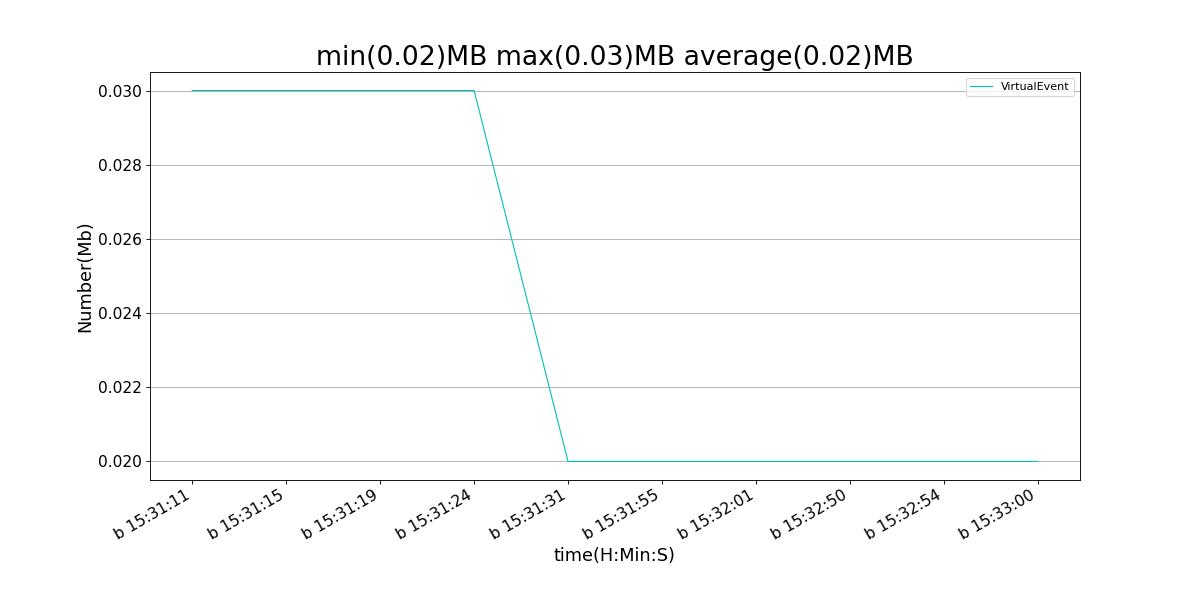 min(0.02)MB max(0.03)MB average(0.02)MB
VirtualEvent
0.030
0.028
0.026
0.024
0.022
0.020
Number(Mb)
b 15:31:11
b 15:31:15
b 15:31:19
b 15:31:24
b 15:31:31
b 15:31:55
b 15:32:01
b 15:32:50
b 15:32:54
b 15:33:00
time(H:Min:S)